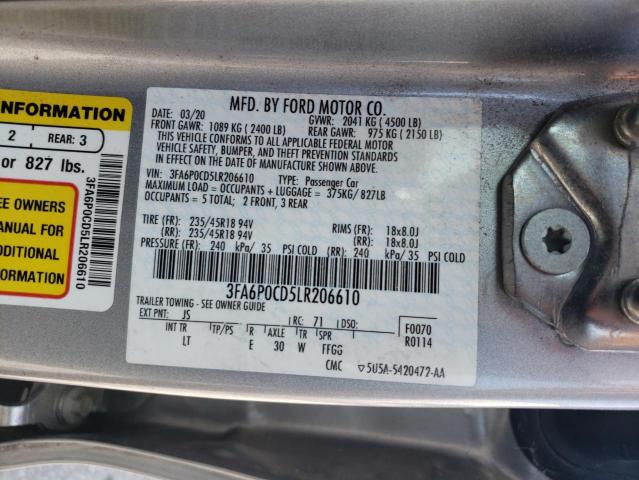 INFORMATION
2
REAR: 3
or 827 lbs.
3FA6P0CD5LR206610
SEE OWNERS
MANUAL FOR
ADDITIONAL
INFORMATION
MFD. BY FORD MOTOR CO.
03/20
GVWR: 2041 KG ( 4500 LB)
FRONT GAWR: 1089 KG ( 2400 LB)
REAR GAWR: 975 KG ( 2150 LB)
THIS VEHICLE CONFORMS TO ALL APPLICABLE FEDERAL MOTOR
VEHICLE SAFETY, BUMPER, AND THEFT PREVENTION STANDARDS
IN EFFECT ON THE DATE OF MANUFACTURE SHOWN ABOVE.
VIN: 3FA6P0CD5LR206610
TYPE: Passenger Car
MAXIMUM LOAD = OCCUPANTS + LUGGAGE = 375KG/ 827LB
OCCUPANTS = 5 TOTAL; 2 FRONT, 3 REAR
TIRE (FR): 235/45R18 94V
RIMS (FR): 18x8.0J
(RR): 235/45R18 94V
(RR): 18x8.0J
PRESSURE (FR): 240 kPa/ 35 PSI COLD
(RR): 240 kPa/ 35 PSI COLD
3FA6P0CD5LR206610
TRAILER TOWING - SEE OWNER GUIDE
EXT PNT: JS RC: 71 DSO:
F0070
R0114
INT TR TP/PS R AXLE TR SPR
LT E 30 W FFGG
CMC 5U5A-5420472-AA